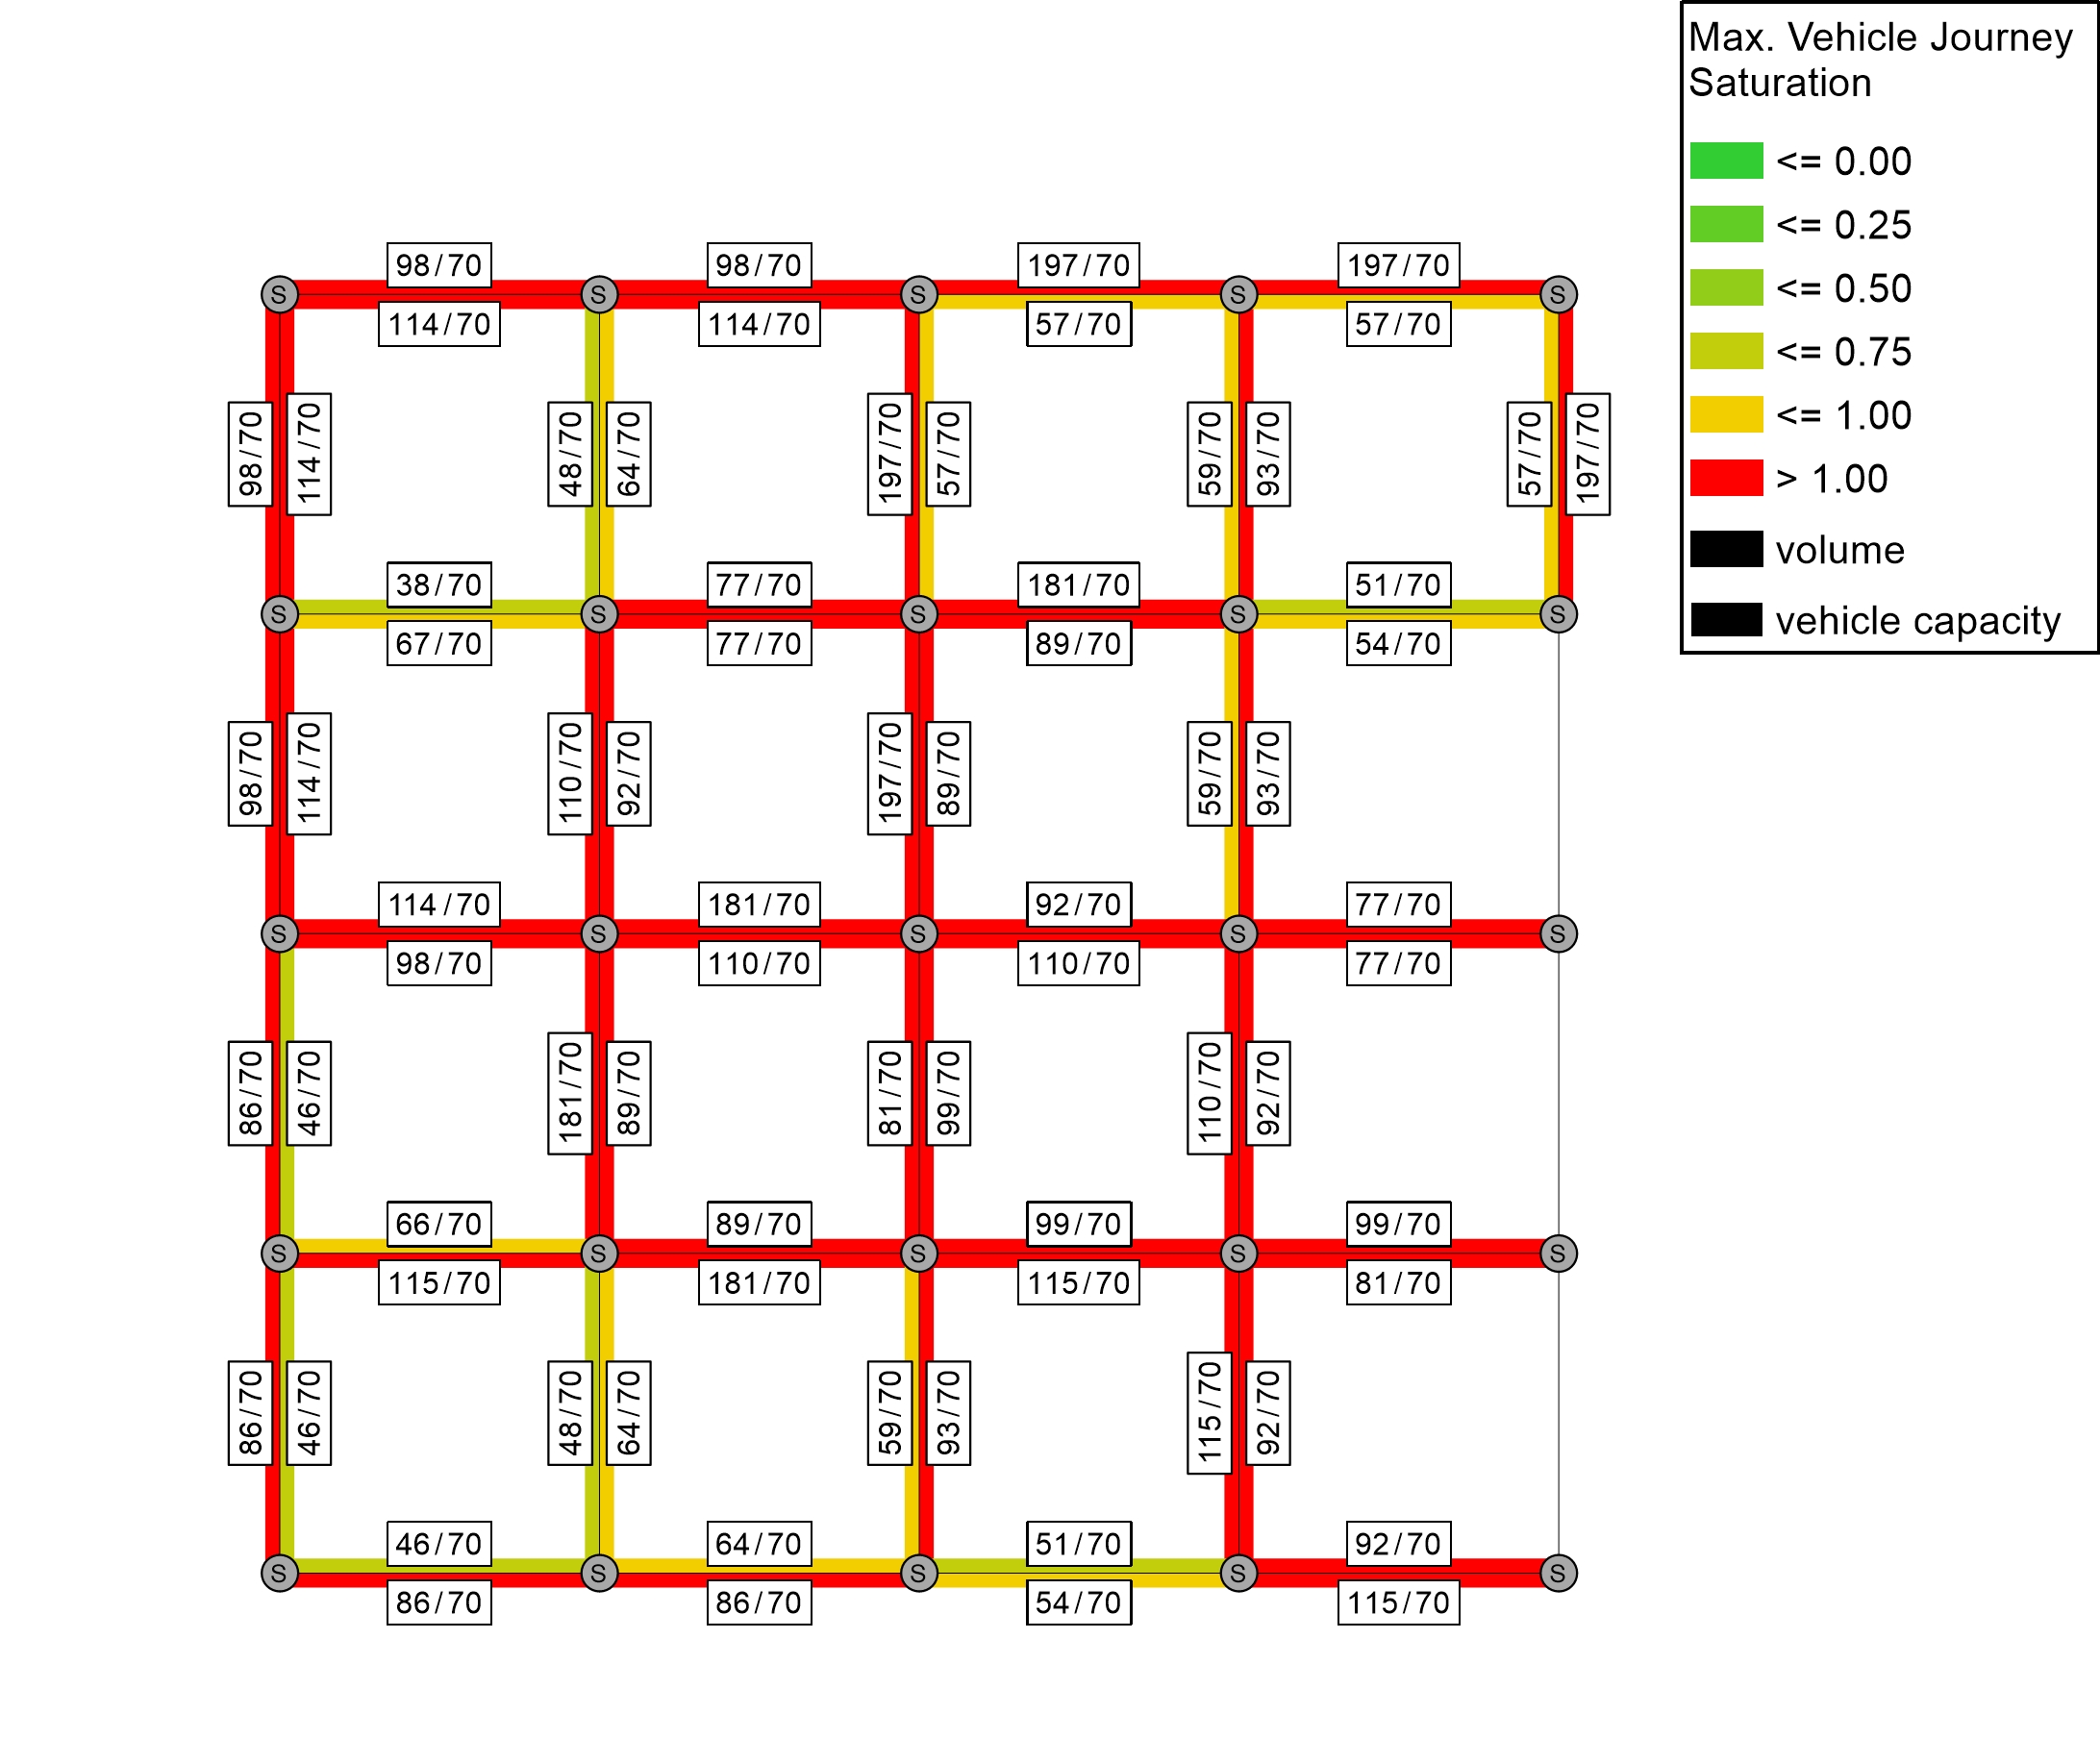 Max. Vehicle Journey
Saturation
<= 0.00
<= 0.25
<= 0.50
<= 0.75
<= 1.00
> 1.00
volume
vehicle capacity
98/70 98/70 197/70 197/70
S S S S S
114/70 114/70 57/70 57/70
98/70 114/70 48/70 64/70 197/70 57/70 59/70 93/70 57/70 197/70
38/70 77/70 181/70 51/70
S S S S S
67/70 77/70 89/70 54/70
98/70 114/70 110/70 92/70 197/70 89/70 59/70 93/70
114/70 181/70 92/70 77/70
S S S S S
98/70 110/70 110/70 77/70
86/70 46/70 181/70 89/70 81/70 99/70 110/70 92/70
66/70 89/70 99/70 99/70
S S S S S
115/70 181/70 115/70 81/70
86/70 46/70 48/70 64/70 59/70 93/70 115/70 92/70
46/70 64/70 51/70 92/70
S S S S S
86/70 86/70 54/70 115/70